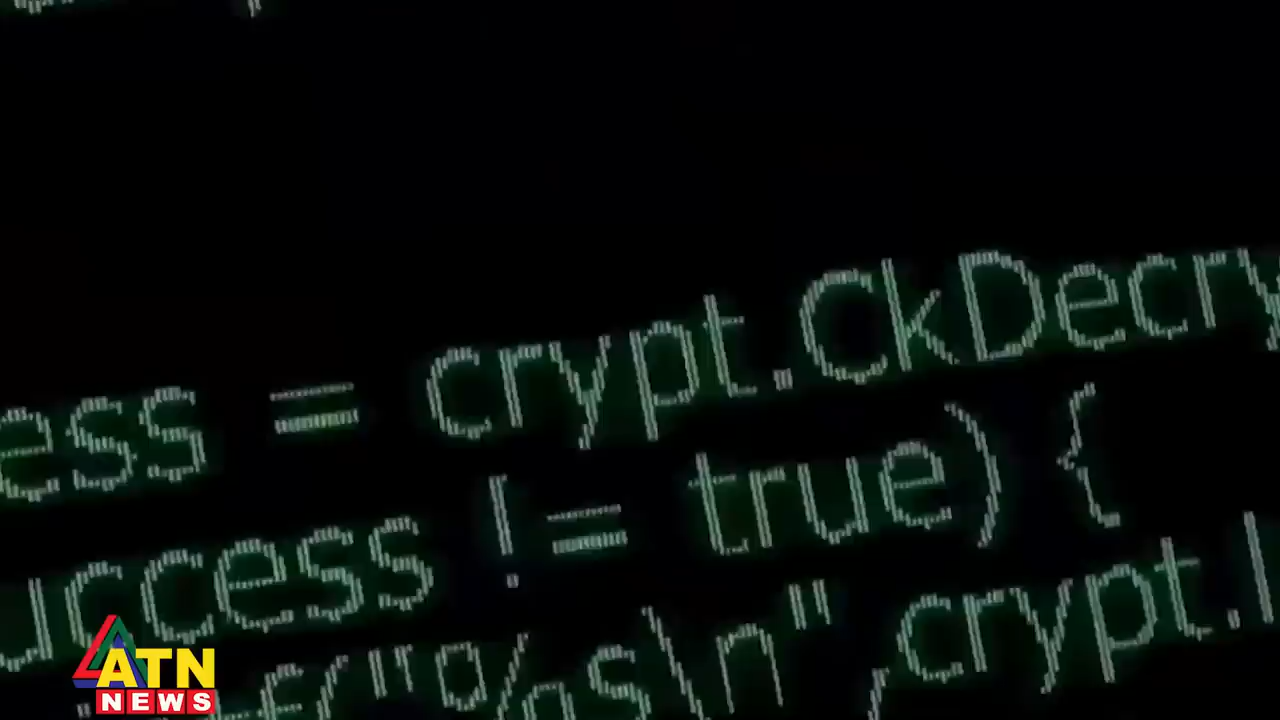 ess = crypt.CkDecry
uccess != true) {
f("%s\n",crypt.l
ATN
NEWS